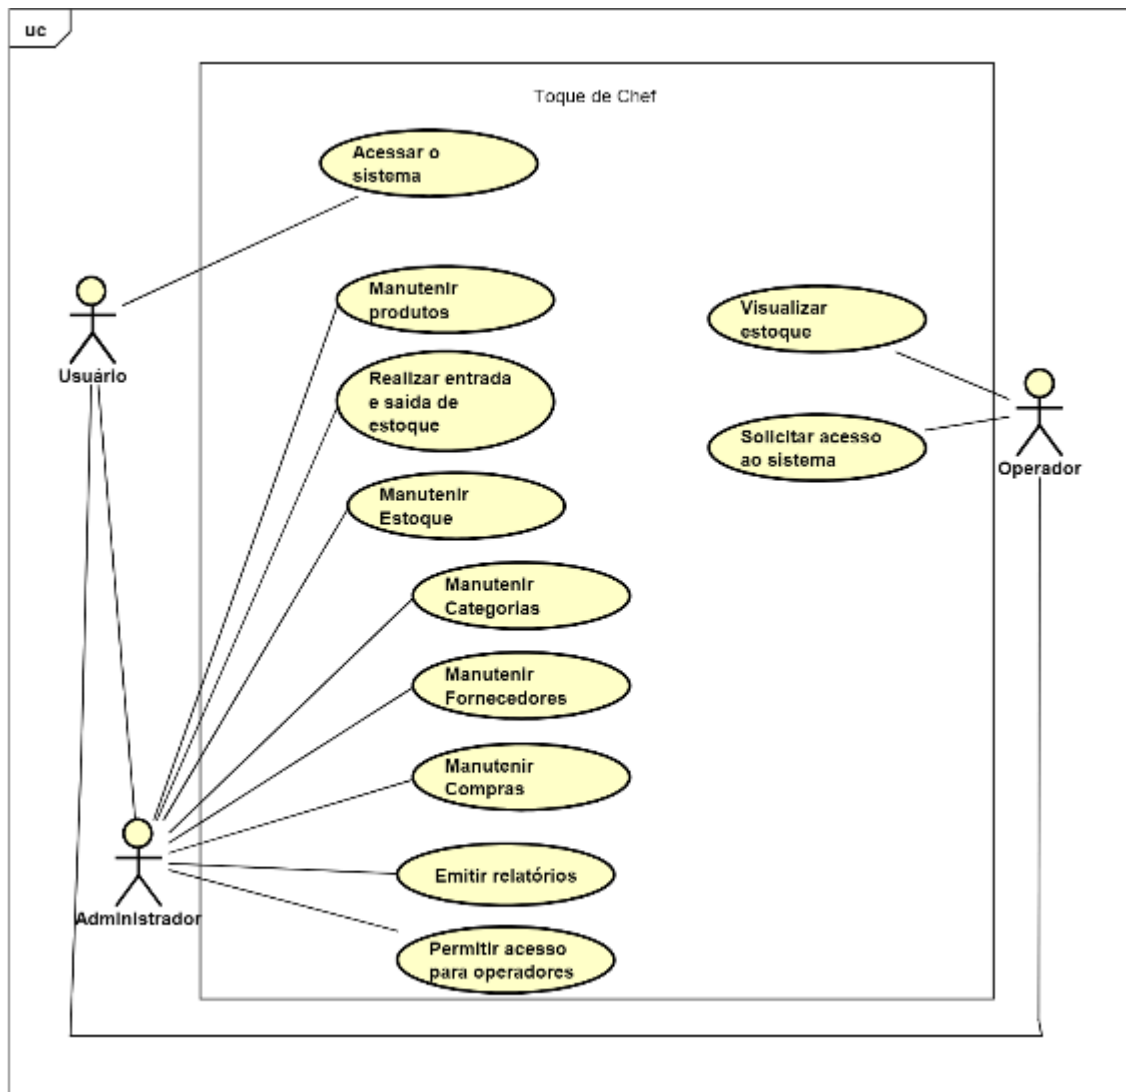 uc
Toque de Chef
Acessar o
sistema
Manutenir
produtos
Visualizar
estoque
Usuário
Realizar entrada
e saida de
estoque
Solicitar acesso
ao sistema
Operador
Manutenir
Estoque
Manutenir
Categorias
Manutenir
Fornecedores
Manutenir
Compras
Emitir relatórios
Administrador
Permitir acesso
para operadores